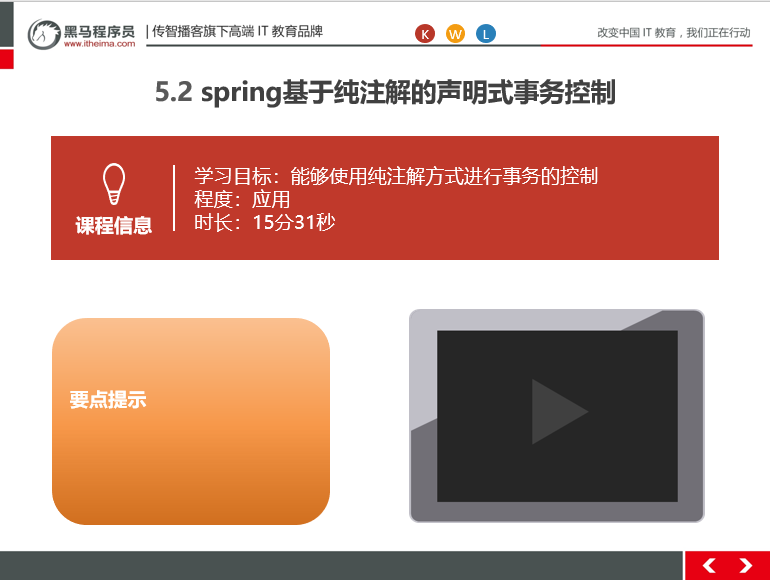 黑马程序员
www.itheima.com
传智播客旗下高端 IT 教育品牌
K W L
改变中国 IT 教育，我们正在行动
5.2 spring基于纯注解的声明式事务控制
课程信息
学习目标：能够使用纯注解方式进行事务的控制
程度：应用
时长：15分31秒
要点提示